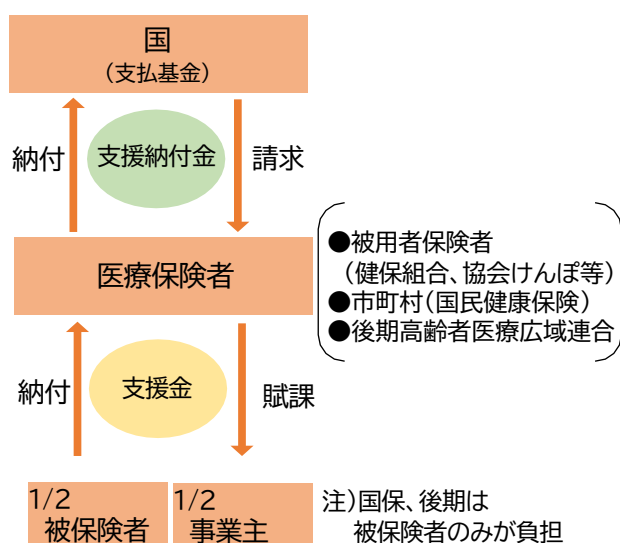 国
(支払基金)
納付
支援納付金
請求
医療保険者
●被用者保険者
(健保組合、協会けんぽ等)
●市町村(国民健康保険)
●後期高齢者医療広域連合
納付
支援金
賦課
1/2
被保険者
1/2
事業主
注)国保、後期は
被保険者のみが負担